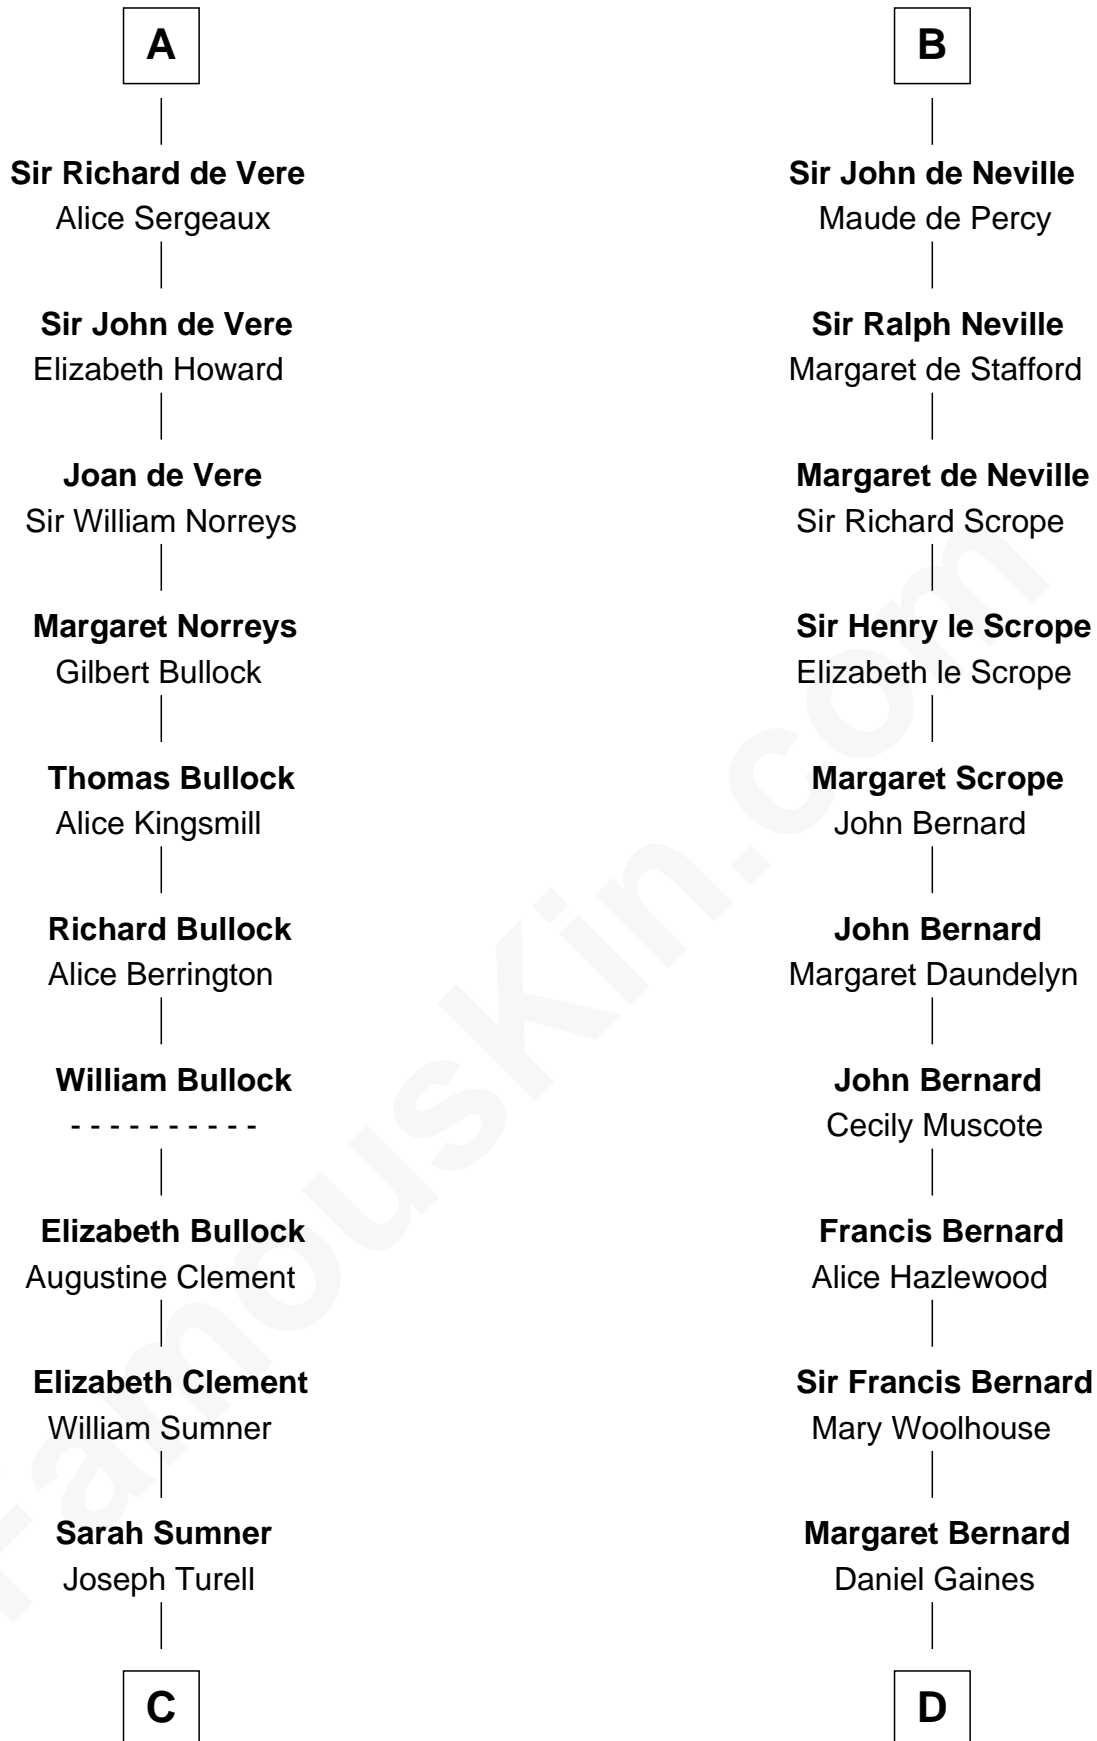 A
Sir Richard de Vere
Alice Sergeaux
Sir John de Vere
Elizabeth Howard
Joan de Vere
Sir William Norreys
Margaret Norreys
Gilbert Bullock
Thomas Bullock
Alice Kingsmill
Richard Bullock
Alice Berrington
William Bullock
- - - - - - - - - -
Elizabeth Bullock
Augustine Clement
Elizabeth Clement
William Sumner
Sarah Sumner
Joseph Turell
C
B
Sir John de Neville
Maude de Percy
Sir Ralph Neville
Margaret de Stafford
Margaret de Neville
Sir Richard Scrope
Sir Henry le Scrope
Elizabeth le Scrope
Margaret Scrope
John Bernard
John Bernard
Margaret Daundelyn
John Bernard
Cecily Muscote
Francis Bernard
Alice Hazlewood
Sir Francis Bernard
Mary Woolhouse
Margaret Bernard
Daniel Gaines
D
FamousKin.com